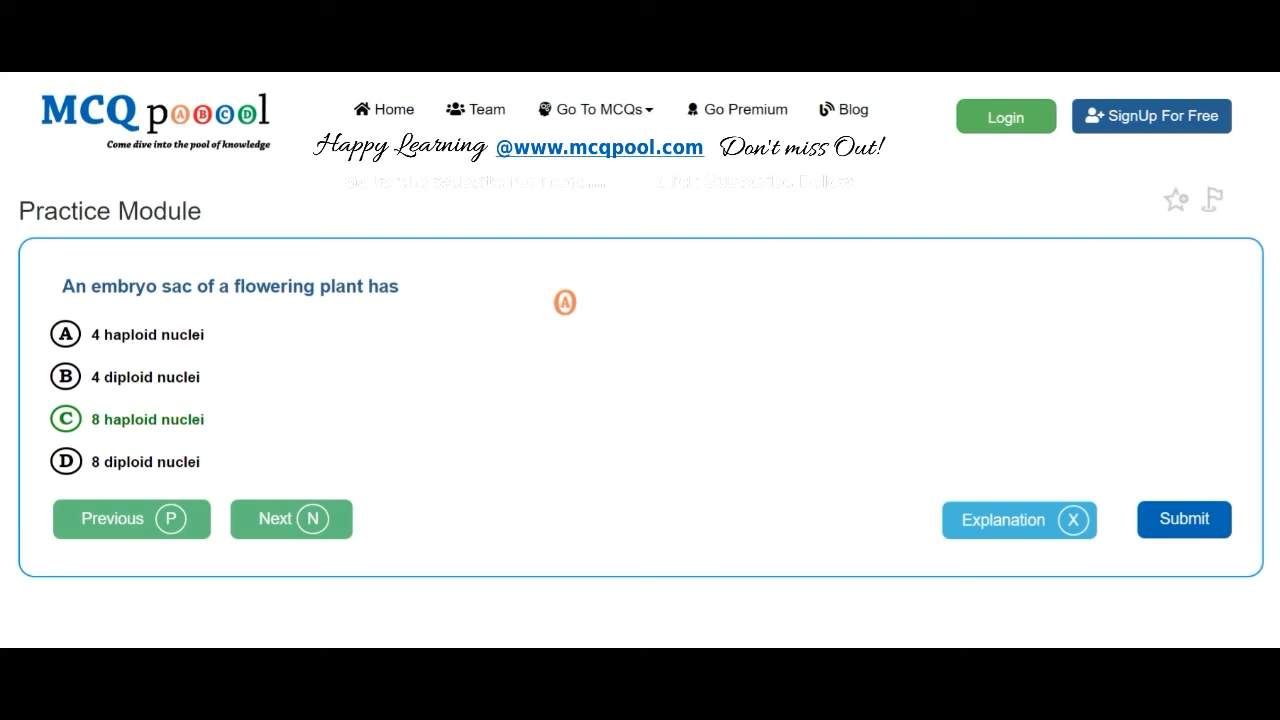 MCQ pABCDl
Come dive into the pool of knowledge
Home Team Go To MCQs Go Premium Blog
Login
SignUp For Free
Happy Learning @www.mcqpool.com Don't miss Out!
Practice Module
An embryo sac of a flowering plant has
A
A 4 haploid nuclei
B 4 diploid nuclei
C 8 haploid nuclei
D 8 diploid nuclei
Previous P
Next N
Explanation X
Submit